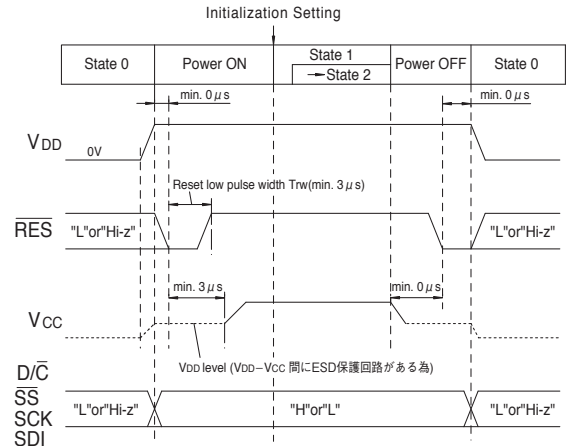 Initialization Setting
State 0 Power ON State 1 Power OFF State 0
→State 2
min. 0μs min. 0μs
VDD
0V
Reset low pulse width Trw(min. 3μs)
RES "L"or"Hi-z" "L"or"Hi-z"
min. 3μs min. 0μs
VCC
VDD level (VDD−VCC 間にESD保護回路がある為)
D/C
SS
"L"or"Hi-z" "H"or"L" "L"or"Hi-z"
SCK
SDI